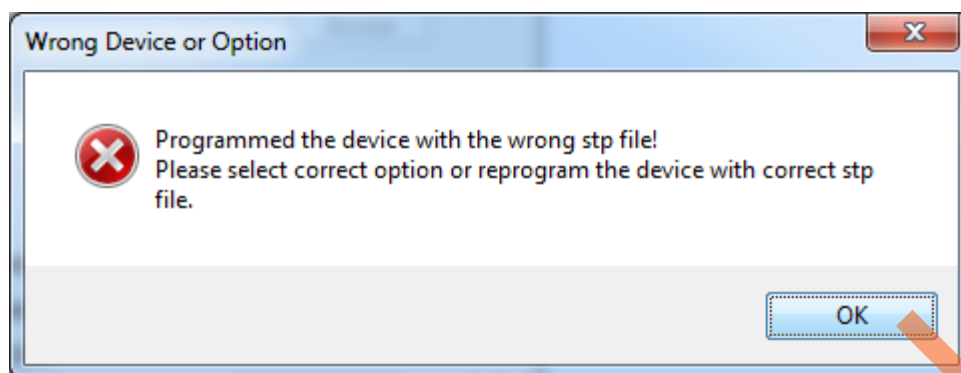 Wrong Device or Option
Programmed the device with the wrong stp file!
Please select correct option or reprogram the device with correct stp
file.
OK